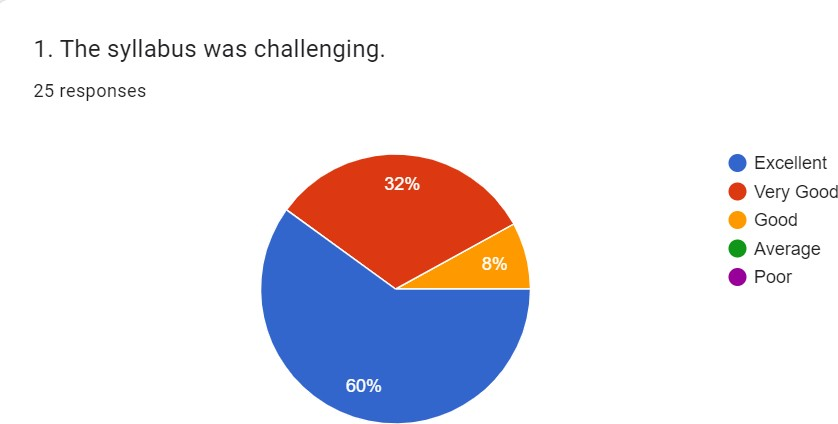 1. The syllabus was challenging.
25 responses
32%
8%
60%
Excellent
Very Good
Good
Average
Poor